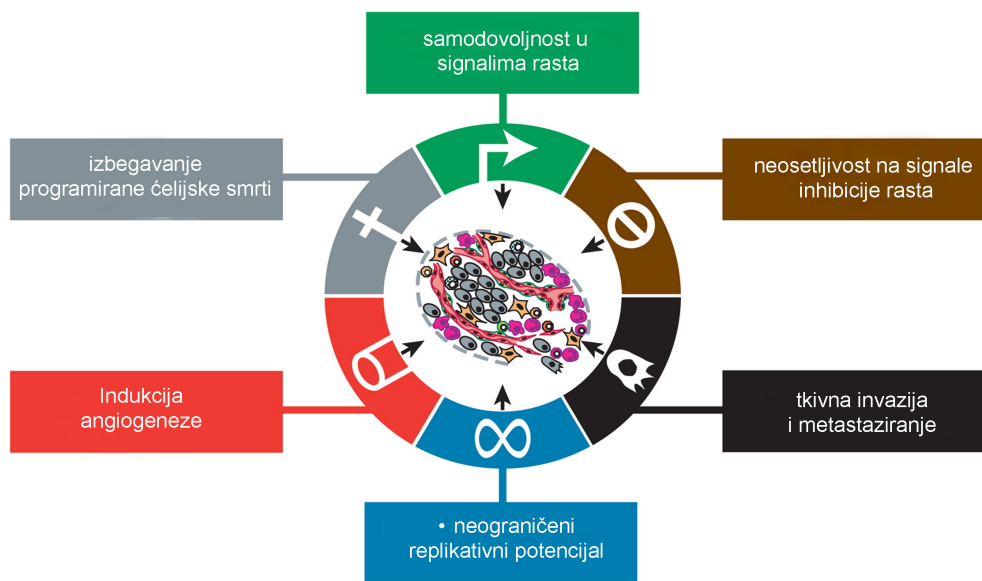 samodovoljnost u
signalima rasta
izbegavanje
programirane ćelijske smrti
neosetljivost na signale
inhibicije rasta
Indukcija
angiogeneze
tkivna invazija
i metastaziranje
• neograničeni
replikativni potencijal